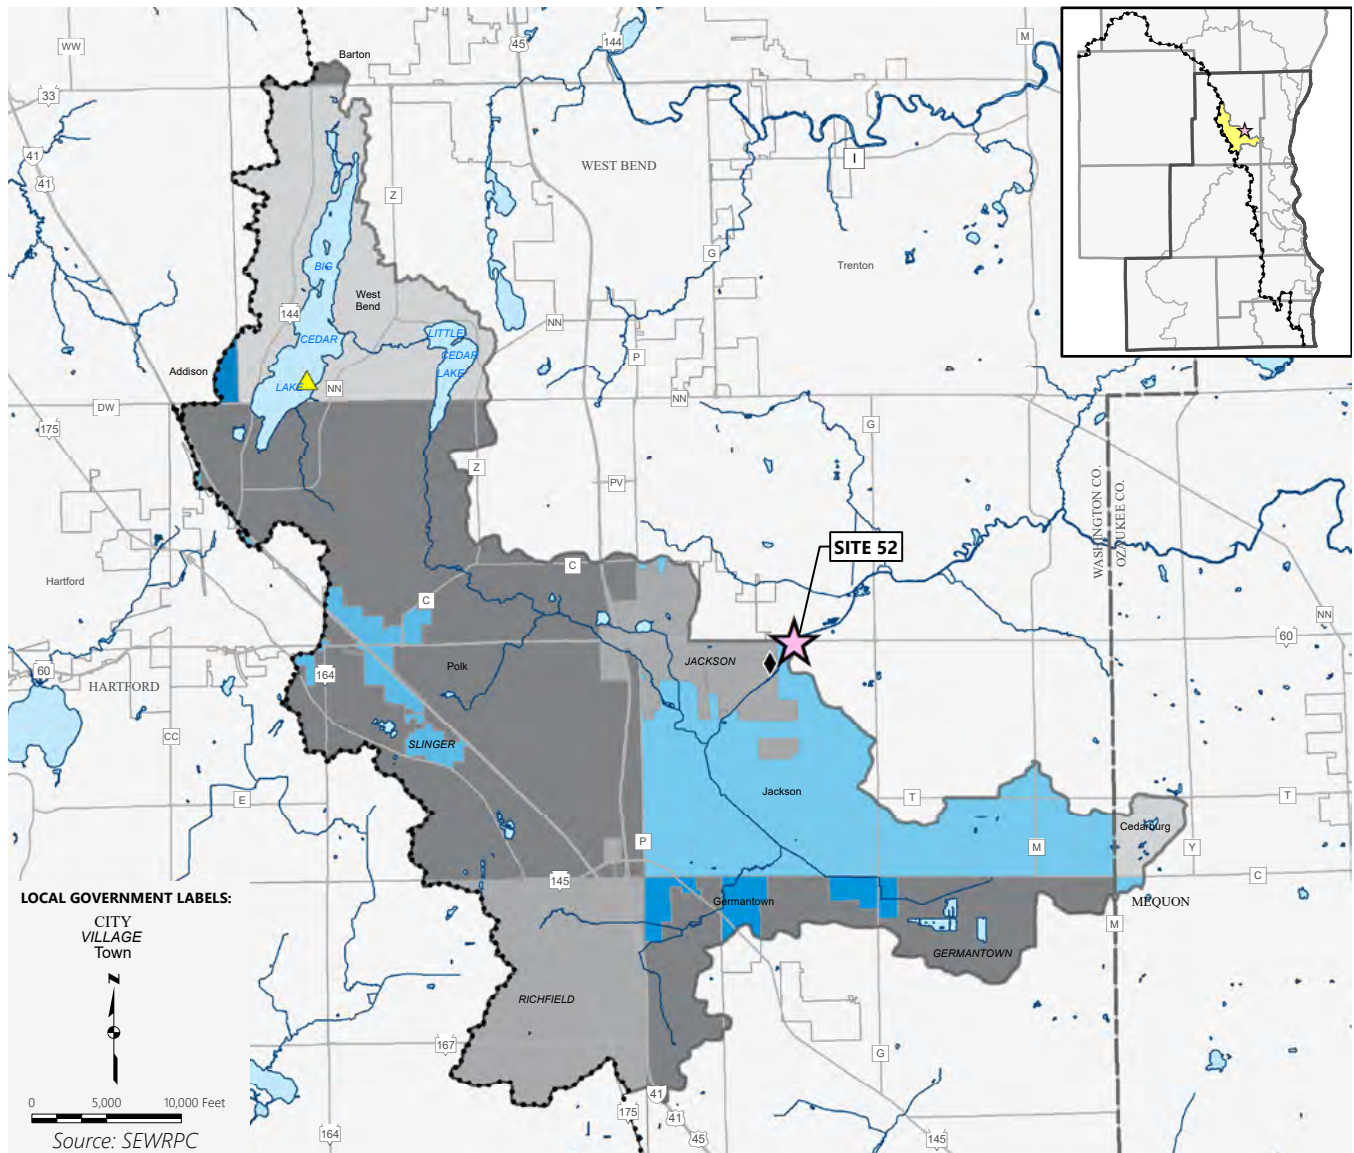 Barton
WW
45
144
M
33
41
41
WEST BEND
I
Z
G
Trenton
BIG
West
Bend
144
CEDAR
LITTLE
CEDAR
LAKE
NN
P
Addison
LAKE
NN
NN
DW
175
G
Z
PV
WASHINGTON CO.
OZAUKEE CO.
SITE 52
Hartford
C
C
NN
60
60
HARTFORD
164
Polk
JACKSON
CC
SLINGER
E
Jackson
T
T
P
Cedarburg
M
Y
145
C
Germantown
MEQUON
M
GERMANTOWN
RICHFIELD
167
G
41
175
41
45
145
164
LOCAL GOVERNMENT LABELS:
CITY
VILLAGE
Town
N
0 5,000 10,000 Feet
Source: SEWRPC